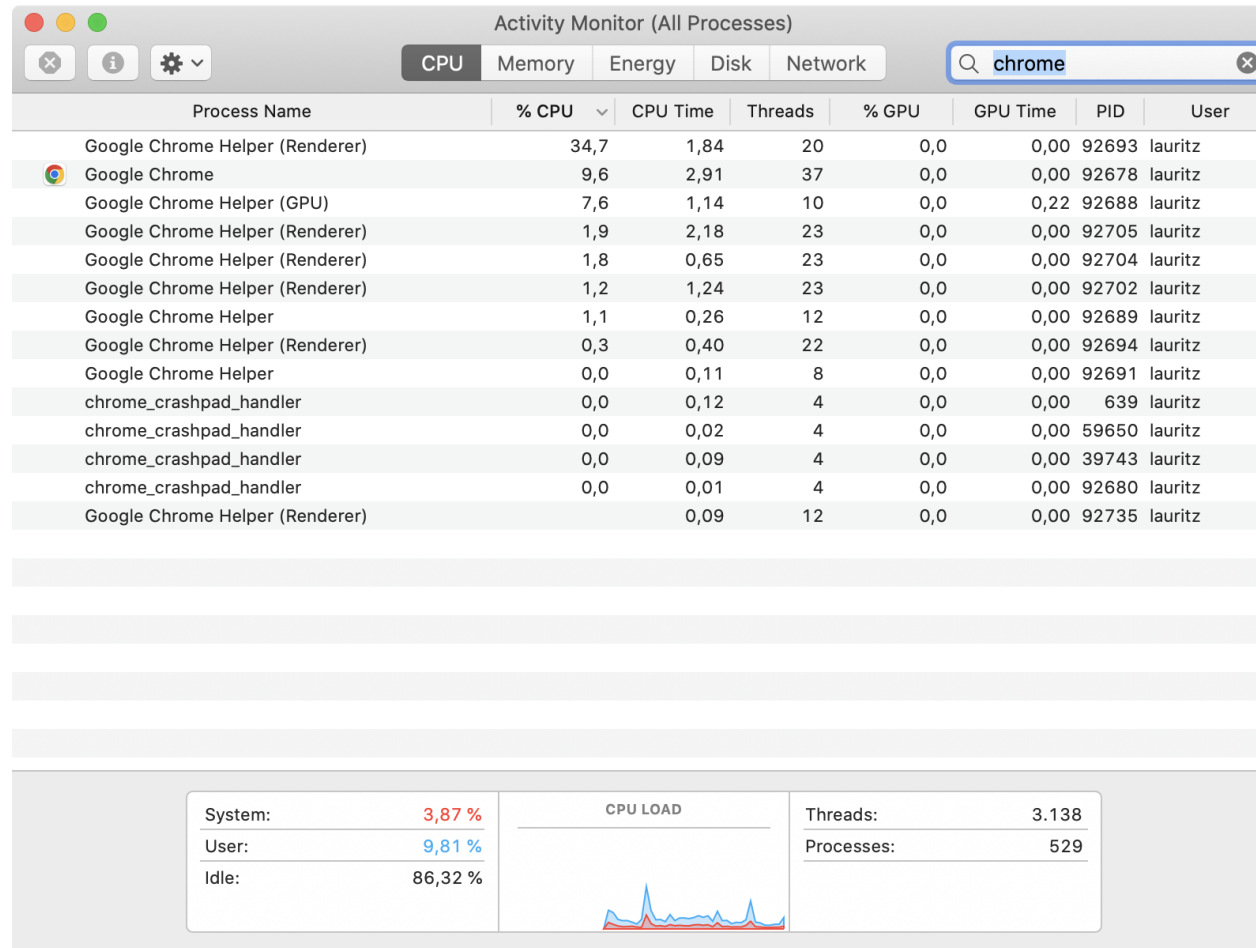 Activity Monitor (All Processes)
CPU Memory Energy Disk Network chrome
Process Name % CPU CPU Time Threads % GPU GPU Time PID User
Google Chrome Helper (Renderer) 34,7 1,84 20 0,0 0,00 92693 lauritz
Google Chrome 9,6 2,91 37 0,0 0,00 92678 lauritz
Google Chrome Helper (GPU) 7,6 1,14 10 0,0 0,22 92688 lauritz
Google Chrome Helper (Renderer) 1,9 2,18 23 0,0 0,00 92705 lauritz
Google Chrome Helper (Renderer) 1,8 0,65 23 0,0 0,00 92704 lauritz
Google Chrome Helper (Renderer) 1,2 1,24 23 0,0 0,00 92702 lauritz
Google Chrome Helper 1,1 0,26 12 0,0 0,00 92689 lauritz
Google Chrome Helper (Renderer) 0,3 0,40 22 0,0 0,00 92694 lauritz
Google Chrome Helper 0,0 0,11 8 0,0 0,00 92691 lauritz
chrome_crashpad_handler 0,0 0,12 4 0,0 0,00 639 lauritz
chrome_crashpad_handler 0,0 0,02 4 0,0 0,00 59650 lauritz
chrome_crashpad_handler 0,0 0,09 4 0,0 0,00 39743 lauritz
chrome_crashpad_handler 0,0 0,01 4 0,0 0,00 92680 lauritz
Google Chrome Helper (Renderer) 0,09 12 0,0 0,00 92735 lauritz
System: 3,87 % CPU LOAD Threads: 3.138
User: 9,81 % Processes: 529
Idle: 86,32 %